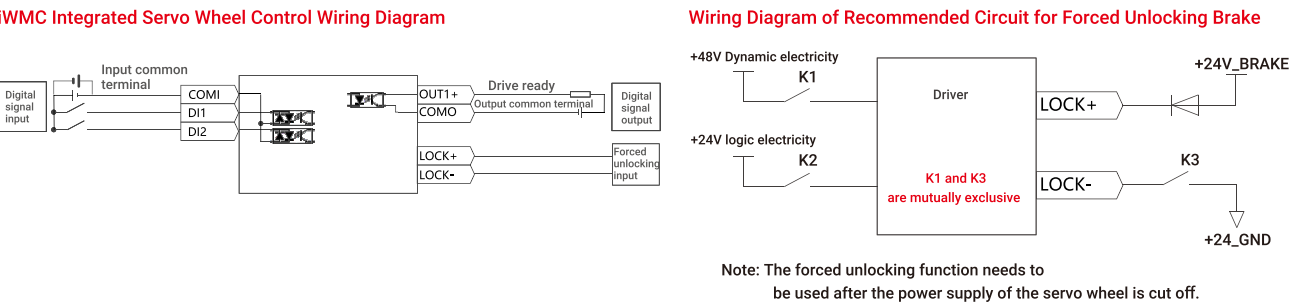 iWMC Integrated Servo Wheel Control Wiring Diagram
Digital
signal
input
Input common
terminal
COMI
DI1
DI2
OUT1+
COMO
LOCK+
LOCK-
Drive ready
Output common terminal
Digital
signal
output
Forced
unlocking
input
Wiring Diagram of Recommended Circuit for Forced Unlocking Brake
+48V Dynamic electricity
K1
+24V logic electricity
K2
Driver
K1 and K3
are mutually exclusive
LOCK+
LOCK-
+24V_BRAKE
K3
+24_GND
Note: The forced unlocking function needs to
be used after the power supply of the servo wheel is cut off.